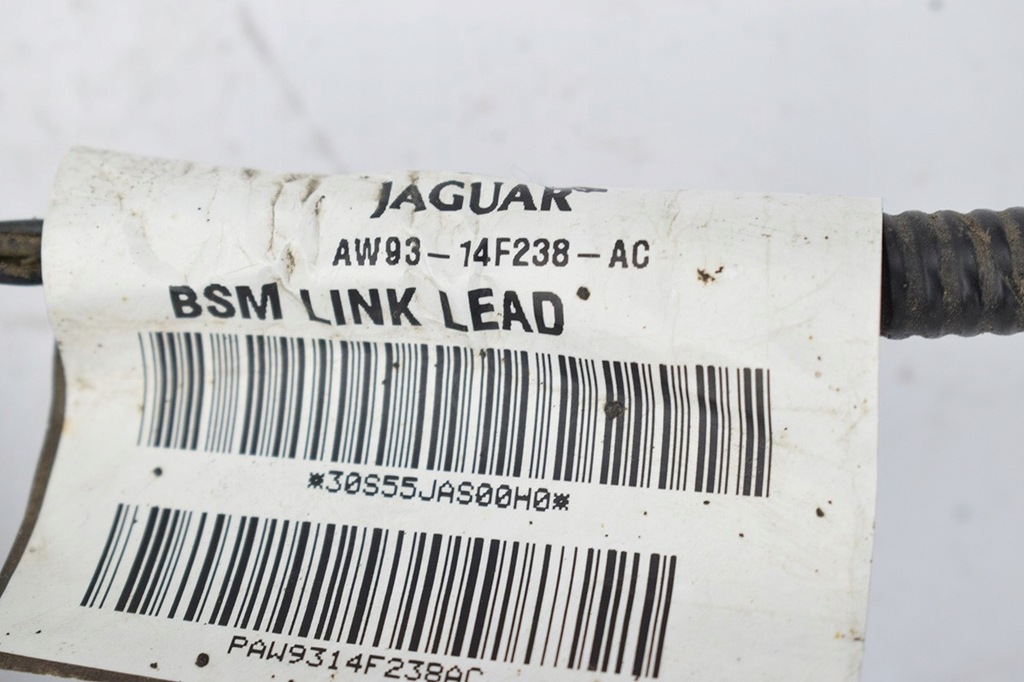 JAGUAR
AW93-14F238-AC
BSM LINK LEAD
*30S55JAS00H0*
PAW9314F238AC